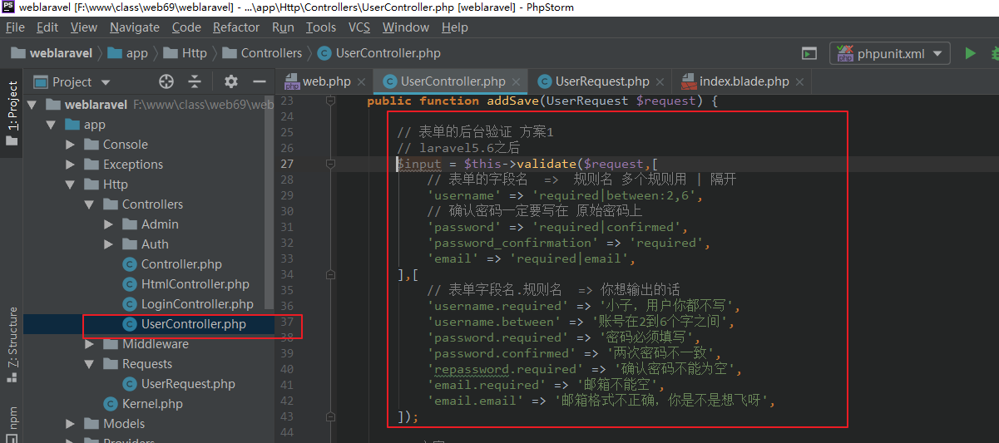 weblaravel [F:\www\class\web69\weblaravel] - ...\app\Http\Controllers\UserController.php [weblaravel] - PhpStorm
File Edit View Navigate Code Refactor Run Tools VCS Window Help
weblaravel app Http Controllers UserController.php phpunit.xml
Project web.php UserController.php UserRequest.php index.blade.php
1: Project
7: Structure
npm
weblaravel F:\www\class\web69\web
app
Console
Exceptions
Http
Controllers
Admin
Auth
Controller.php
HtmlController.php
LoginController.php
UserController.php
Middleware
Requests
UserRequest.php
Kernel.php
Models
Providers
23 public function addSave(UserRequest $request) {
24
25 // 表单的后台验证 方案1
26 // laravel5.6之后
27 $input = $this->validate($request,[
28 // 表单的字段名 => 规则名 多个规则用 | 隔开
29 'username' => 'required|between:2,6',
30 // 确认密码一定要写在 原始密码上
31 'password' => 'required|confirmed',
32 'password_confirmation' => 'required',
33 'email' => 'required|email',
34 ],[
35 // 表单字段名.规则名 => 你想输出的话
36 'username.required' => '小子，用户你都不写',
37 'username.between' => '账号在2到6个字之间',
38 'password.required' => '密码必须填写',
39 'password.confirmed' => '两次密码不一致',
40 'repassword.required' => '确认密码不能为空',
41 'email.required' => '邮箱不能空',
42 'email.email' => '邮箱格式不正确，你是不是想飞呀',
43 ]);
44